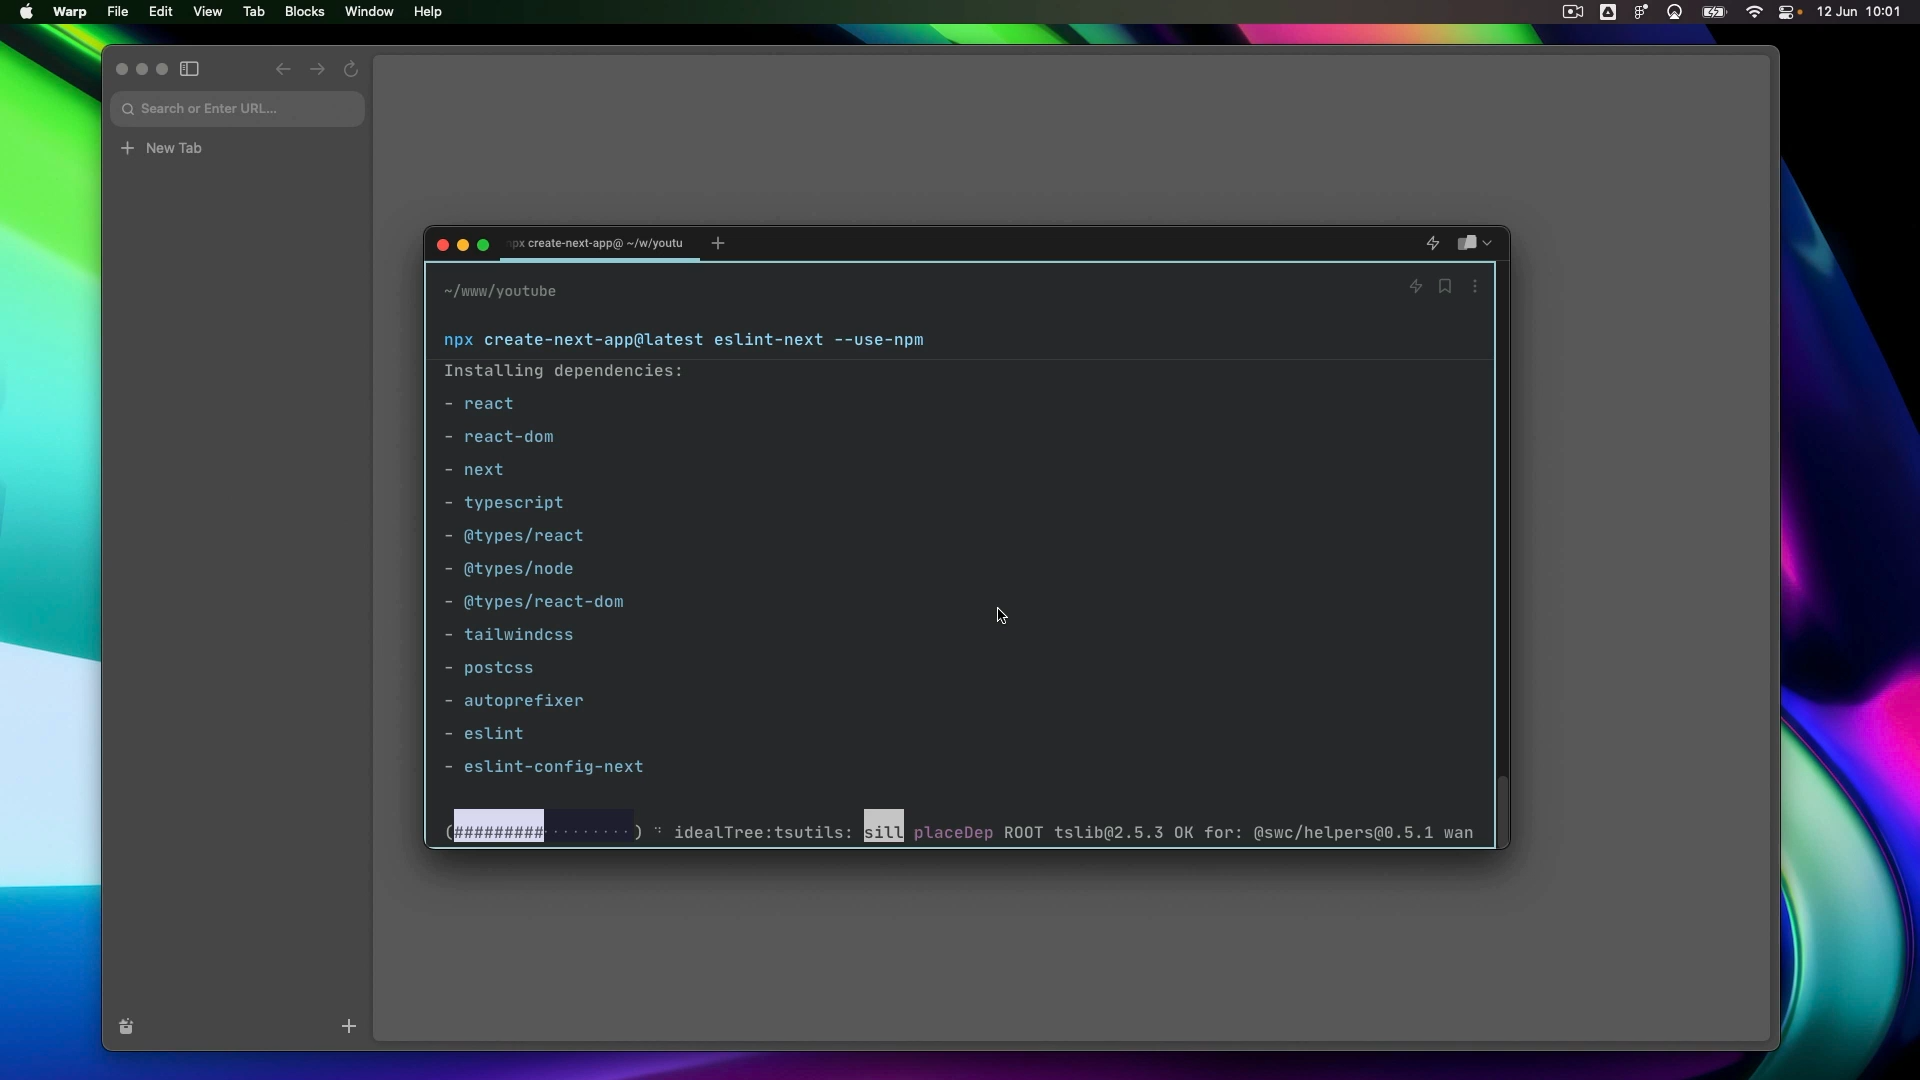 Warp File Edit View Tab Blocks Window Help 12 Jun 10:01
Search or Enter URL...
New Tab
npx create-next-app@ ~/w/youtu
~/www/youtube
npx create-next-app@latest eslint-next --use-npm
Installing dependencies:
- react
- react-dom
- next
- typescript
- @types/react
- @types/node
- @types/react-dom
- tailwindcss
- postcss
- autoprefixer
- eslint
- eslint-config-next
(#########.........) ⠙ idealTree:tsutils: sill placeDep ROOT tslib@2.5.3 OK for: @swc/helpers@0.5.1 wan